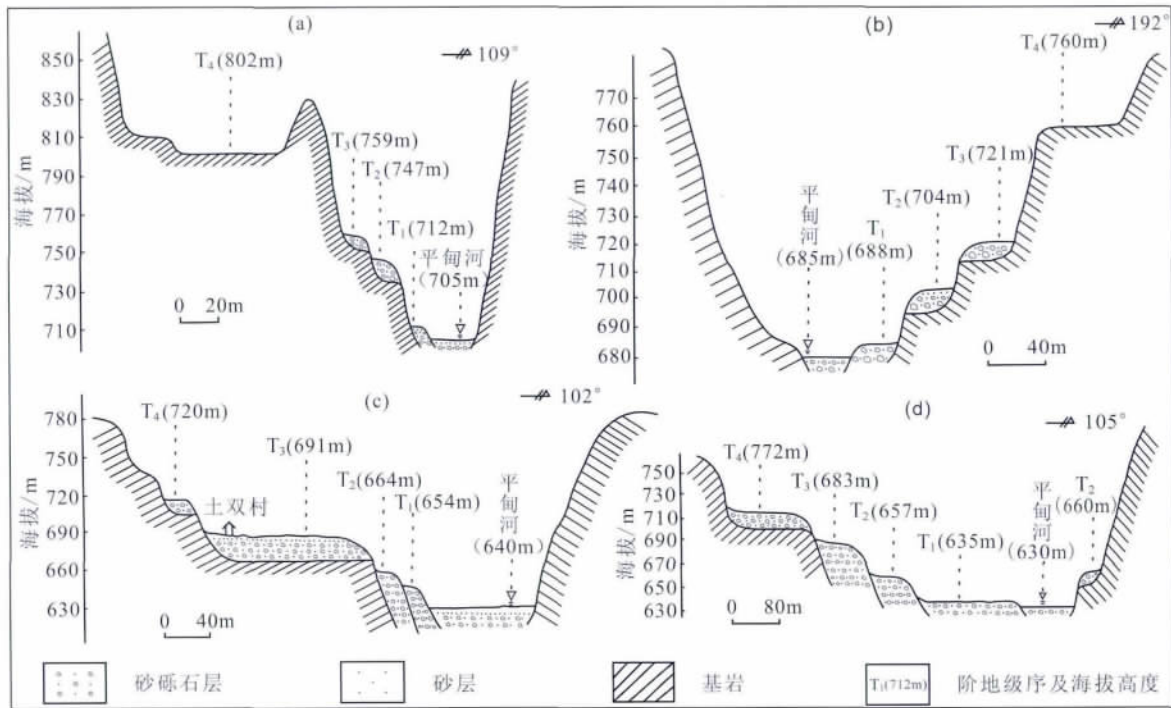 (a)
109°
T₄(802m)
T₃(759m)
T₂(747m)
T₁(712m)
平甸河
(705m)
海拔/m
850
830
810
790
770
750
730
710
0 20m
(b)
192°
T₄(760m)
T₃(721m)
T₂(704m)
T₁
(688m)
平甸河
(685m)
海拔/m
770
760
750
740
730
720
710
700
690
680
0 40m
(c)
102°
T₄(720m)
T₃(691m)
T₂(664m)
T₁(654m)
土双村
平甸河
(640m)
海拔/m
780
750
720
690
660
630
0 40m
(d)
105°
T₄(772m)
T₃(683m)
T₂(657m)
T₁(635m)
平甸河
(630m)
T₂
(660m)
海拔/m
750
730
710
690
670
650
630
0 80m
砂砾石层
砂层
基岩
T₁(712m)
阶地级序及海拔高度